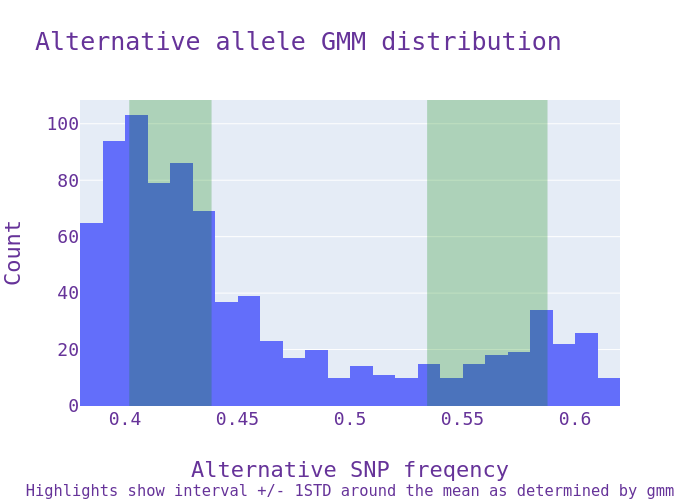 Alternative allele GMM distribution
100
80
60
40
20
0
Count
0.4 0.45 0.5 0.55 0.6
Alternative SNP freqency
Highlights show interval +/- 1STD around the mean as determined by gmm